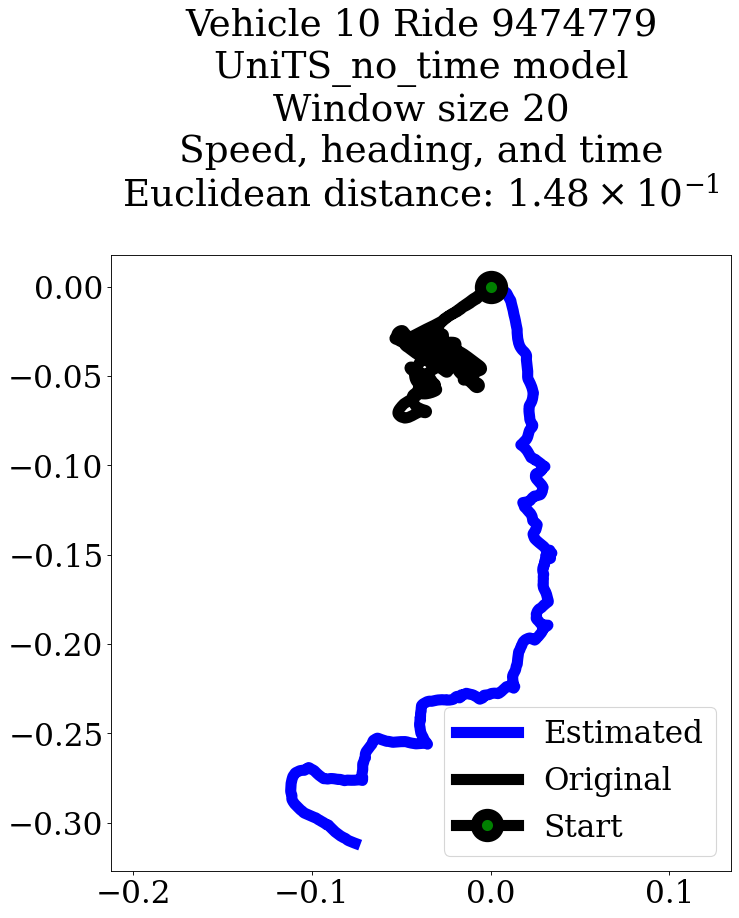 Vehicle 10 Ride 9474779
UniTS_no_time model
Window size 20
Speed, heading, and time
Euclidean distance: 1.48 × 10⁻¹
0.00
−0.05
−0.10
−0.15
−0.20
−0.25
−0.30
Estimated
Original
Start
−0.2 −0.1 0.0 0.1